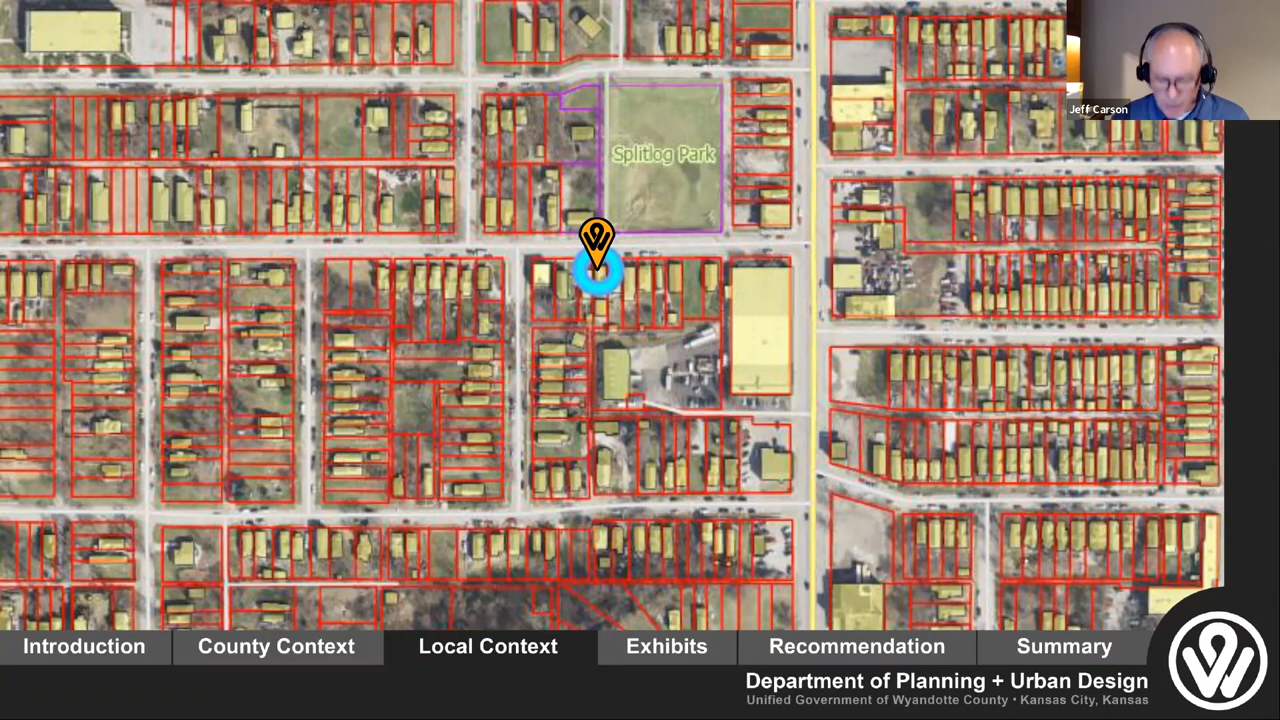 Jeff Carson
Splitlog Park
Introduction
County Context
Local Context
Exhibits
Recommendation
Summary
Department of Planning + Urban Design
Unified Government of Wyandotte County • Kansas City, Kansas